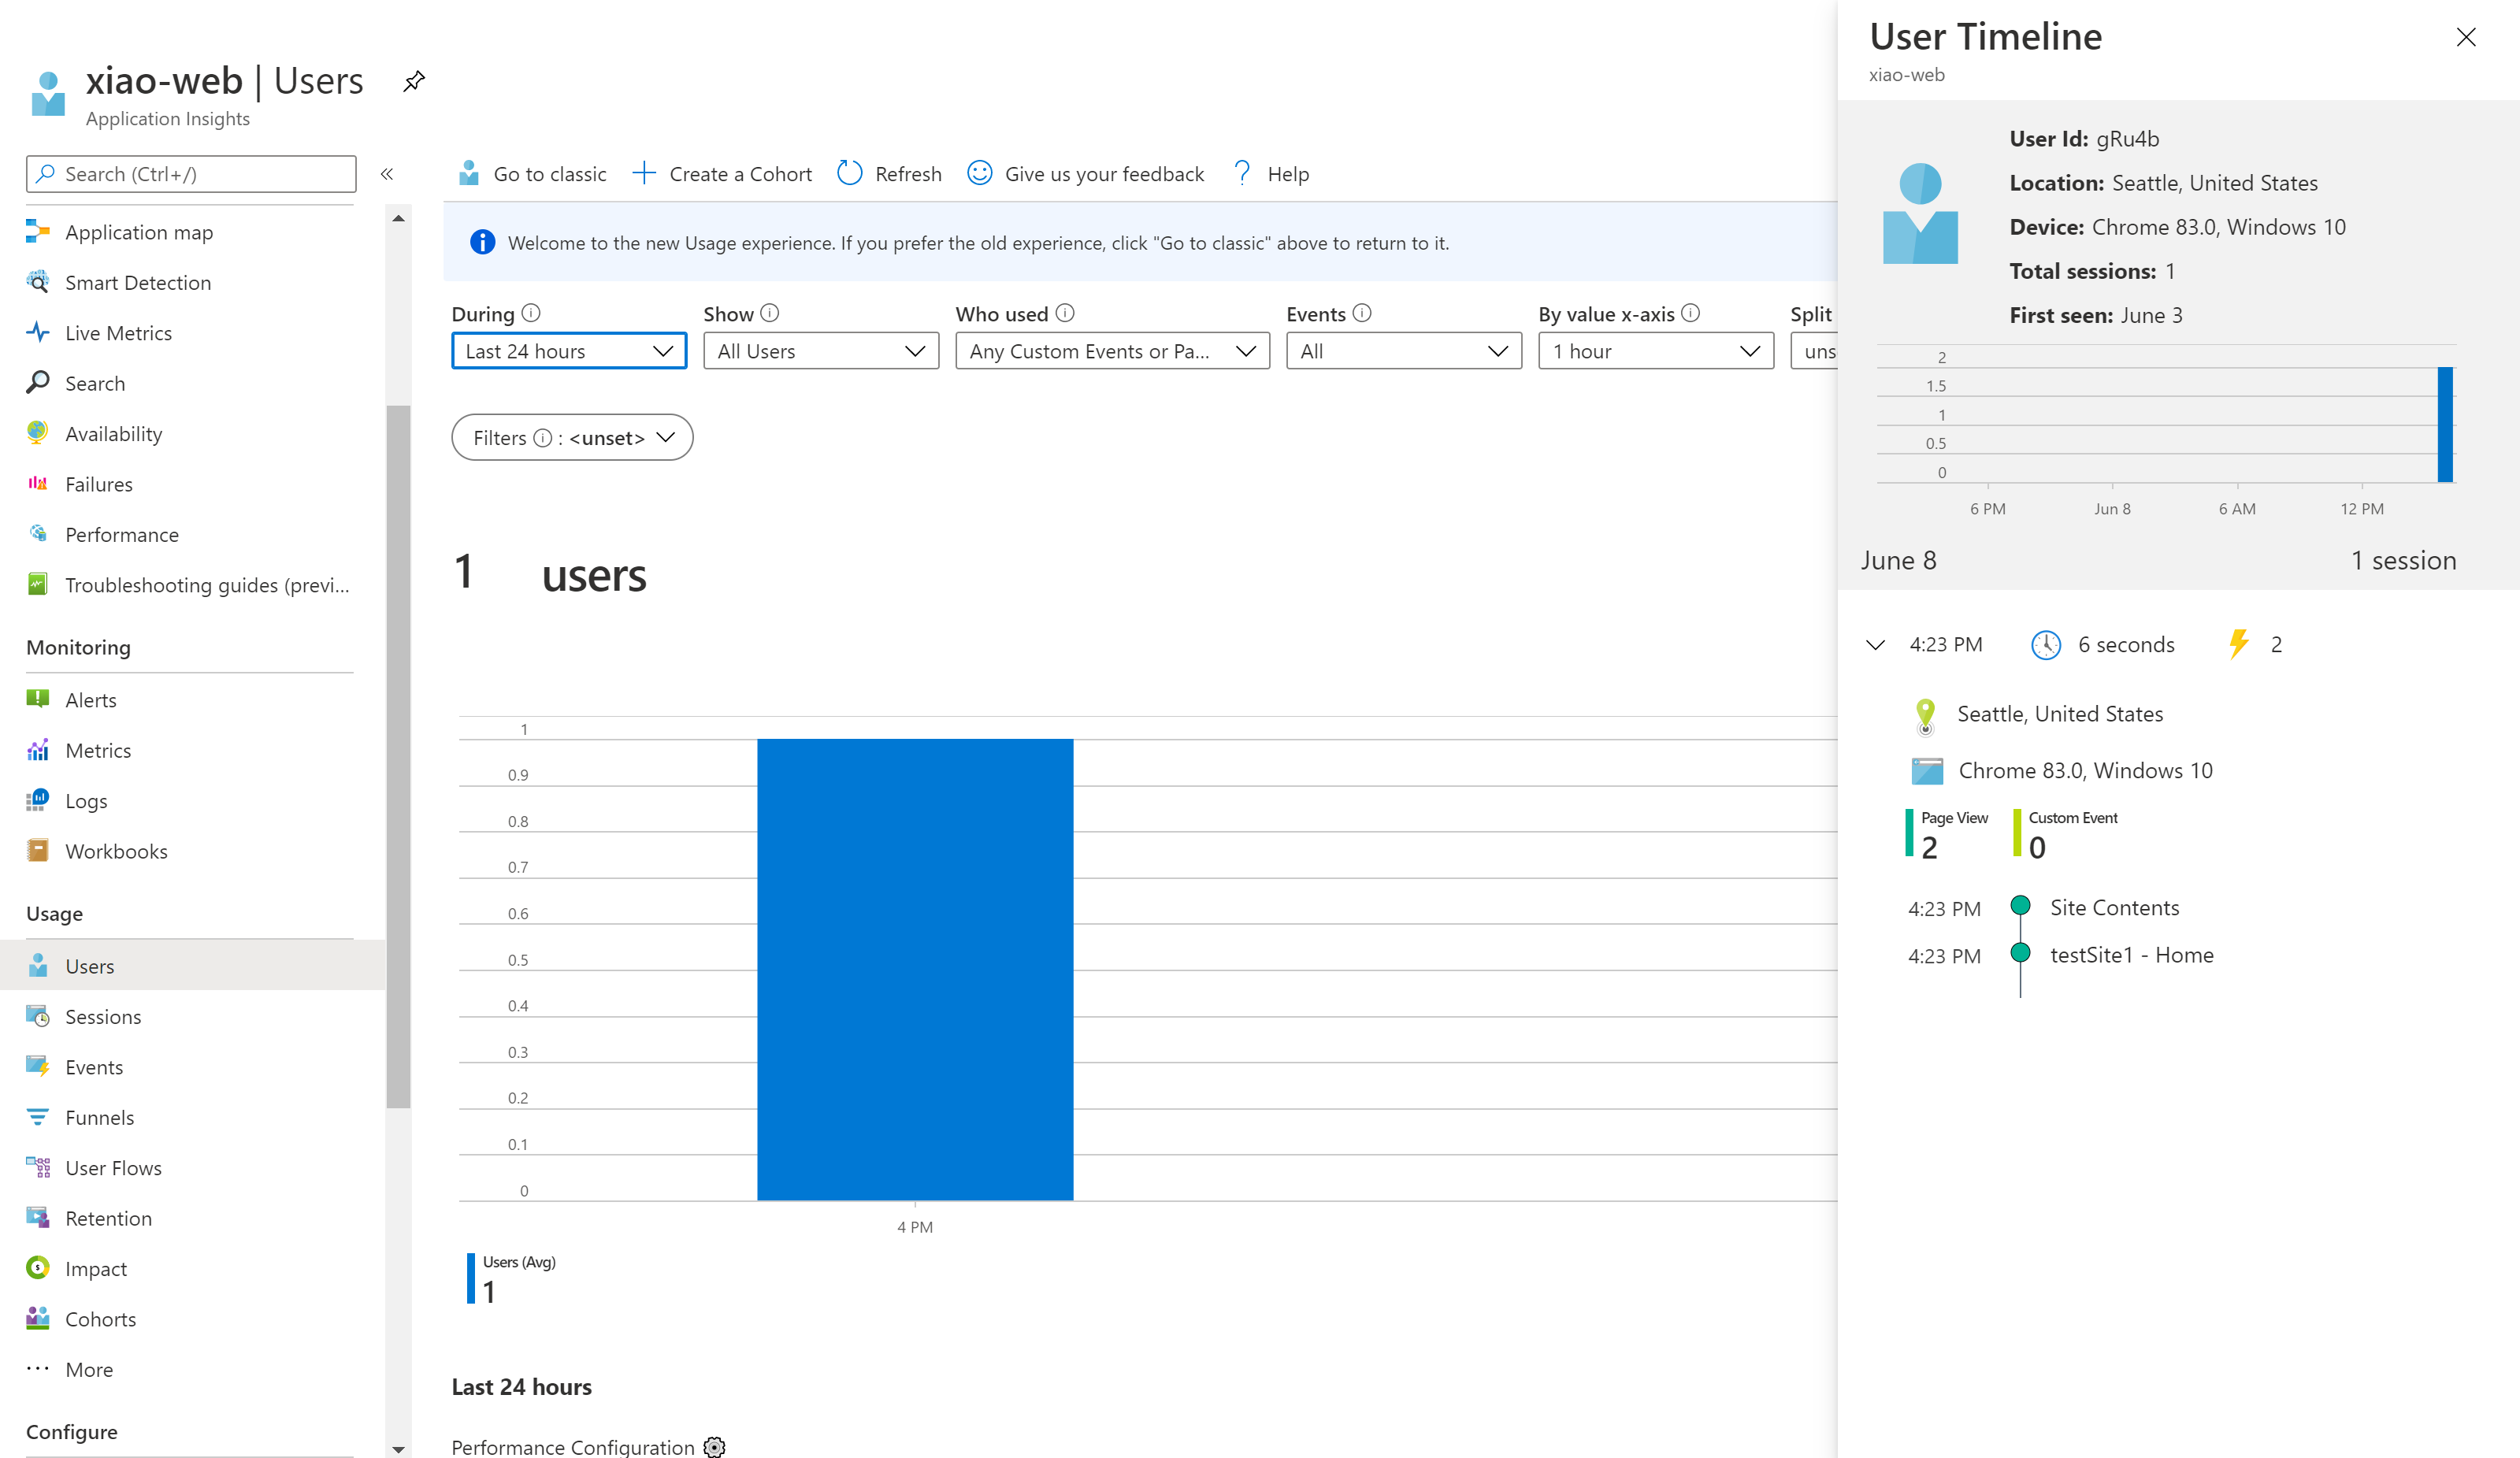 xiao-web | Users
Application Insights
Search (Ctrl+/)
Application map
Smart Detection
Live Metrics
Search
Availability
Failures
Performance
Troubleshooting guides (previ...
Monitoring
Alerts
Metrics
Logs
Workbooks
Usage
Users
Sessions
Events
Funnels
User Flows
Retention
Impact
Cohorts
More
Configure
Go to classic
Create a Cohort
Refresh
Give us your feedback
Help
Welcome to the new Usage experience. If you prefer the old experience, click "Go to classic" above to return to it.
During
Last 24 hours
Show
All Users
Who used
Any Custom Events or Pa...
Events
All
By value x-axis
1 hour
Split
uns
Filters : <unset>
1 users
1
0.9
0.8
0.7
0.6
0.5
0.4
0.3
0.2
0.1
0
4 PM
Users (Avg)
1
Last 24 hours
Performance Configuration
User Timeline
xiao-web
User Id: gRu4b
Location: Seattle, United States
Device: Chrome 83.0, Windows 10
Total sessions: 1
First seen: June 3
2
1.5
1
0.5
0
6 PM Jun 8 6 AM 12 PM
June 8 1 session
4:23 PM 6 seconds 2
Seattle, United States
Chrome 83.0, Windows 10
Page View Custom Event
2 0
4:23 PM Site Contents
4:23 PM testSite1 - Home